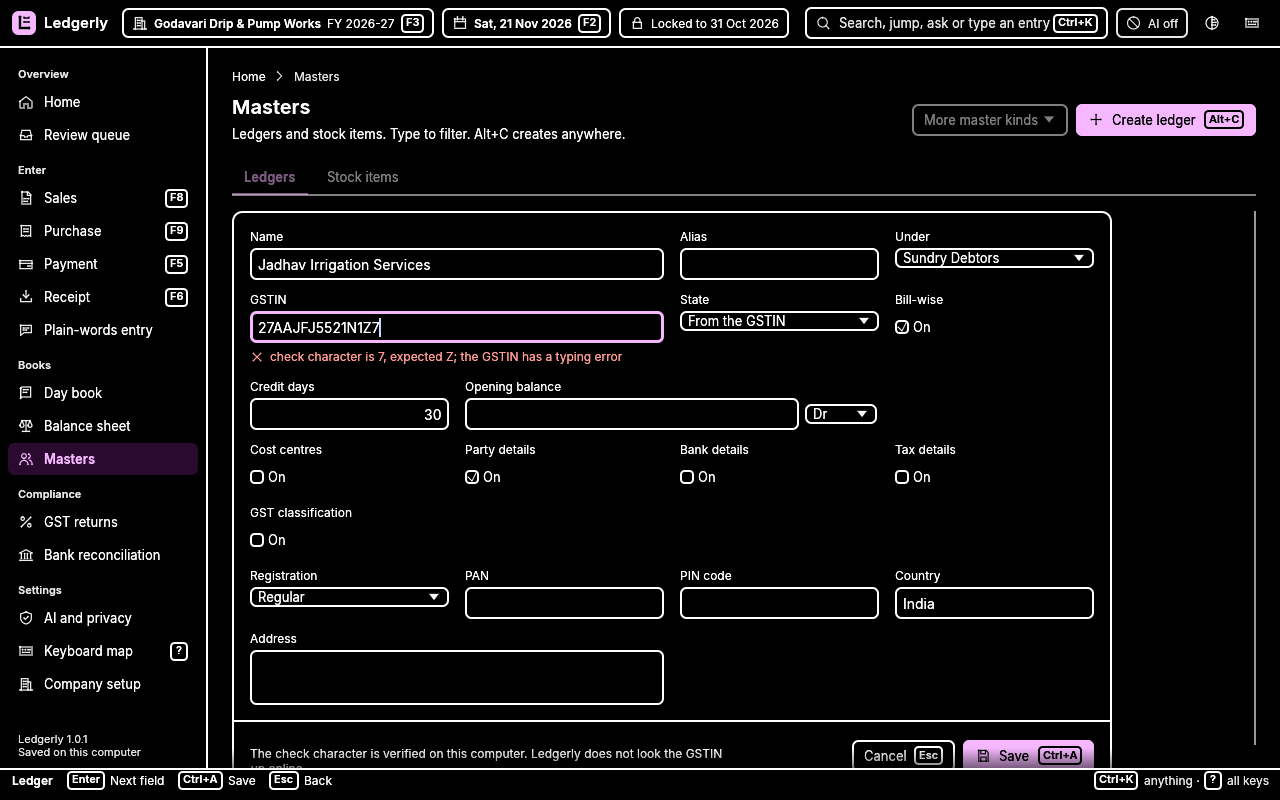 Ledgerly
Godavari Drip & Pump Works FY 2026-27 F3
Sat, 21 Nov 2026 F2
Locked to 31 Oct 2026
Search, jump, ask or type an entry Ctrl+K
AI off
Overview
Home
Review queue
Enter
Sales F8
Purchase F9
Payment F5
Receipt F6
Plain-words entry
Books
Day book
Balance sheet
Masters
Compliance
GST returns
Bank reconciliation
Settings
AI and privacy
Keyboard map ?
Company setup
Ledgerly 1.0.1
Saved on this computer
Home Masters
Masters
Ledgers and stock items. Type to filter. Alt+C creates anywhere.
More master kinds
Create ledger Alt+C
Ledgers Stock items
Name Alias Under
Jadhav Irrigation Services Sundry Debtors
GSTIN State Bill-wise
27AAJFJ5521N1Z7 From the GSTIN On
check character is 7, expected Z; the GSTIN has a typing error
Credit days Opening balance
30 Dr
Cost centres Party details Bank details Tax details
On On On On
GST classification
On
Registration PAN PIN code Country
Regular India
Address
The check character is verified on this computer. Ledgerly does not look the GSTIN
Cancel Esc Save Ctrl+A
Ledger Enter Next field Ctrl+A Save Esc Back Ctrl+K anything · ? all keys